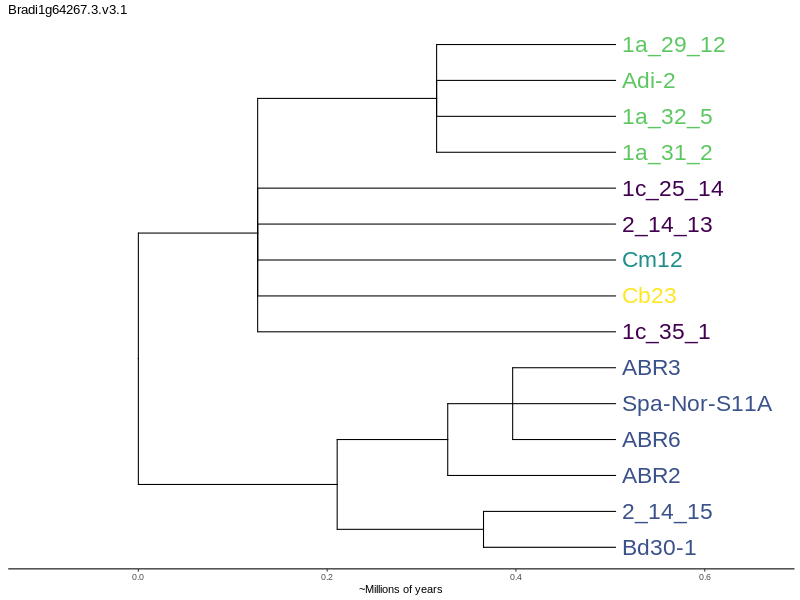 Bradi1g64267.3.v3.1
1a_29_12
Adi-2
1a_32_5
1a_31_2
1c_25_14
2_14_13
Cm12
Cb23
1c_35_1
ABR3
Spa-Nor-S11A
ABR6
ABR2
2_14_15
Bd30-1
0.0 0.2 0.4 0.6
~Millions of years